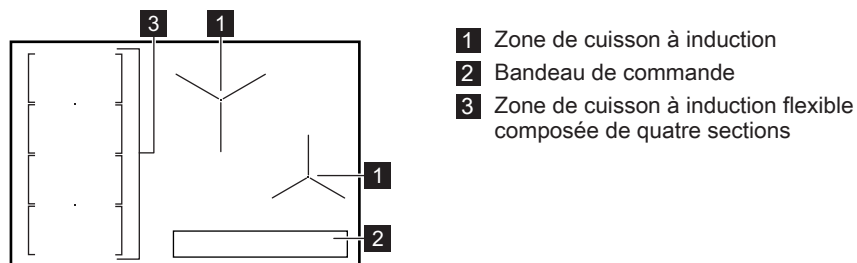 3
1
1
2
1 Zone de cuisson à induction
2 Bandeau de commande
3 Zone de cuisson à induction flexible
composée de quatre sections